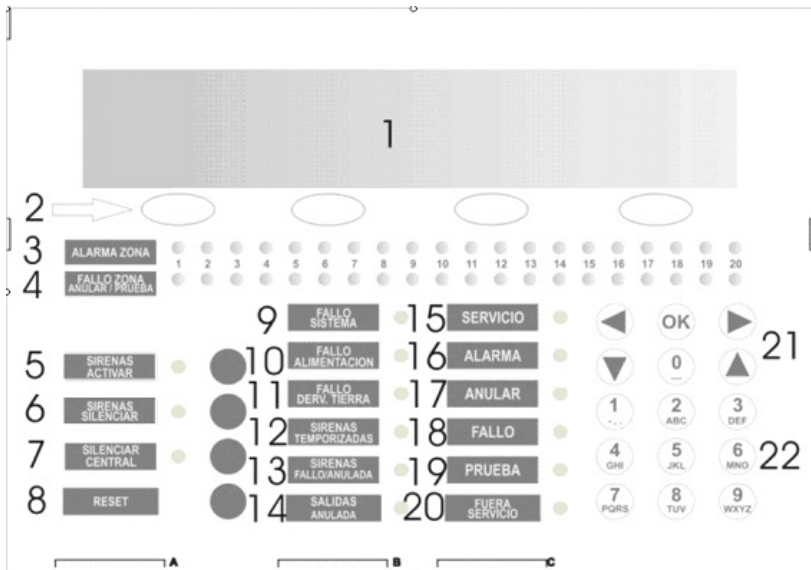 1
2
3 ALARMA ZONA
1 2 3 4 5 6 7 8 9 10 11 12 13 14 15 16 17 18 19 20
4 FALLO ZONA
ANULAR / PRUEBA
5 SIRENAS
ACTIVAR
6 SIRENAS
SILENCIAR
7 SILENCIAR
CENTRAL
8 RESET
A
9 FALLO
SISTEMA
10 FALLO
ALIMENTACION
11 FALLO
DERV. TIERRA
12 SIRENAS
TEMPORIZADAS
13 SIRENAS
FALLO/ANULADA
14 SALIDAS
ANULADA
B
15 SERVICIO
16 ALARMA
17 ANULAR
18 FALLO
19 PRUEBA
20 FUERA
SERVICIO
C
OK
21
0
_
1 2 3
-., ABC DEF
4 5 6 22
GHI JKL MNO
7 8 9
PQRS TUV WXYZ